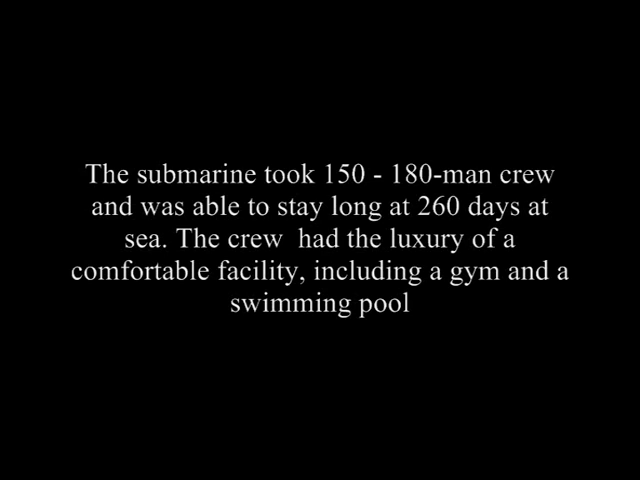 The submarine took 150 - 180-man crew
and was able to stay long at 260 days at
sea. The crew  had the luxury of a
comfortable facility, including a gym and a
swimming pool